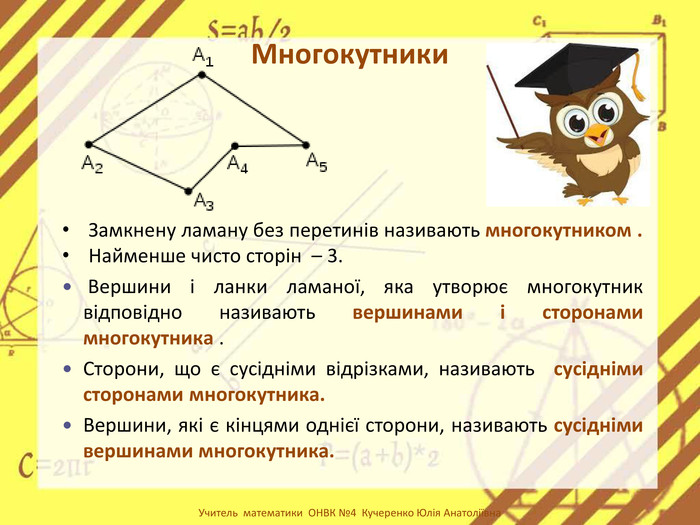 S=ab/2
Многокутники
A1
A2
A3
A4
A5
C1
B1
B
• Замкнену ламану без перетинів називають многокутником .
• Найменше чисто сторін – 3.
• Вершини і ланки ламаної, яка утворює многокутник
відповідно називають вершинами і сторонами
многокутника .
• Сторони, що є сусідніми відрізками, називають сусідніми
сторонами многокутника.
• Вершини, які є кінцями однієї сторони, називають сусідніми
вершинами многокутника.
P=(a+b)*2
C=2πr
Учитель математики ОНВК №4 Кучеренко Юлія Анатоліївна